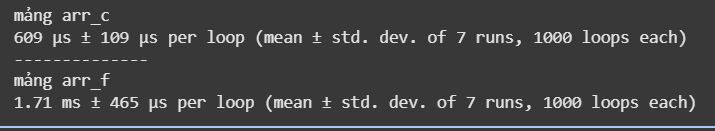 mảng arr_c
609 µs ± 109 µs per loop (mean ± std. dev. of 7 runs, 1000 loops each)
--------------
mảng arr_f
1.71 ms ± 465 µs per loop (mean ± std. dev. of 7 runs, 1000 loops each)